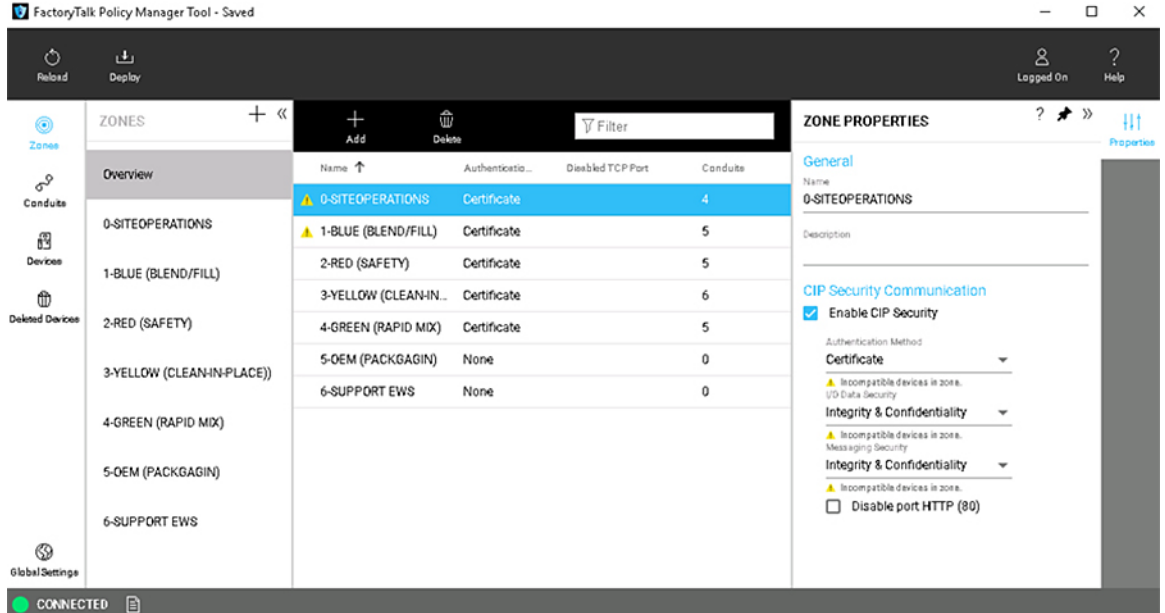 FactoryTalk Policy Manager Tool - Saved
Reload
Deploy
Logged On
Help
Zones
Conduits
Devices
Deleted Devices
Global Settings
ZONES
Overview
0-SITEOPERATIONS
1-BLUE (BLEND/FILL)
2-RED (SAFETY)
3-YELLOW (CLEAN-IN-PLACE))
4-GREEN (RAPID MIX)
5-OEM (PACKGAGIN)
6-SUPPORT EWS
Add
Delete
Filter
Name Authenticatio... Disabled TCP Port Conduits
0-SITEOPERATIONS Certificate 4
1-BLUE (BLEND/FILL) Certificate 5
2-RED (SAFETY) Certificate 5
3-YELLOW (CLEAN-IN... Certificate 6
4-GREEN (RAPID MIX) Certificate 5
5-OEM (PACKGAGIN) None 0
6-SUPPORT EWS None 0
ZONE PROPERTIES ?
Properties
General
Name
0-SITEOPERATIONS
Description
CIP Security Communication
Enable CIP Security
Authentication Method
Certificate
Incompatible devices in zone.
I/O Data Security
Integrity & Confidentiality
Incompatible devices in zone.
Messaging Security
Integrity & Confidentiality
Incompatible devices in zone.
Disable port HTTP (80)
CONNECTED